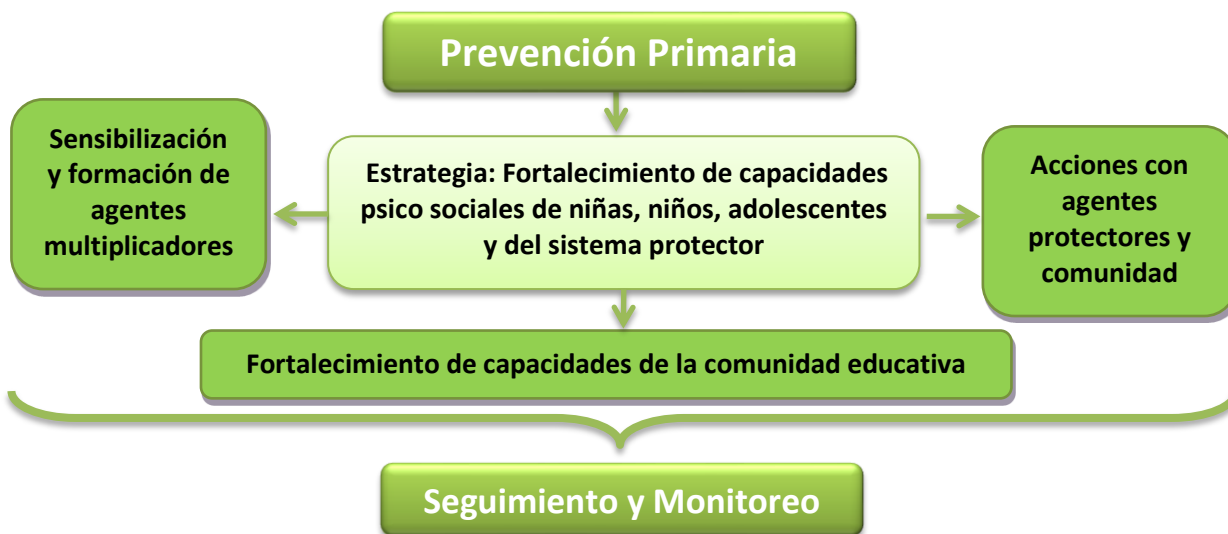 Prevención Primaria
Sensibilización
y formación de
agentes
multiplicadores
Estrategia: Fortalecimiento de capacidades
psico sociales de niñas, niños, adolescentes
y del sistema protector
Acciones con
agentes
protectores y
comunidad
Fortalecimiento de capacidades de la comunidad educativa
Seguimiento y Monitoreo